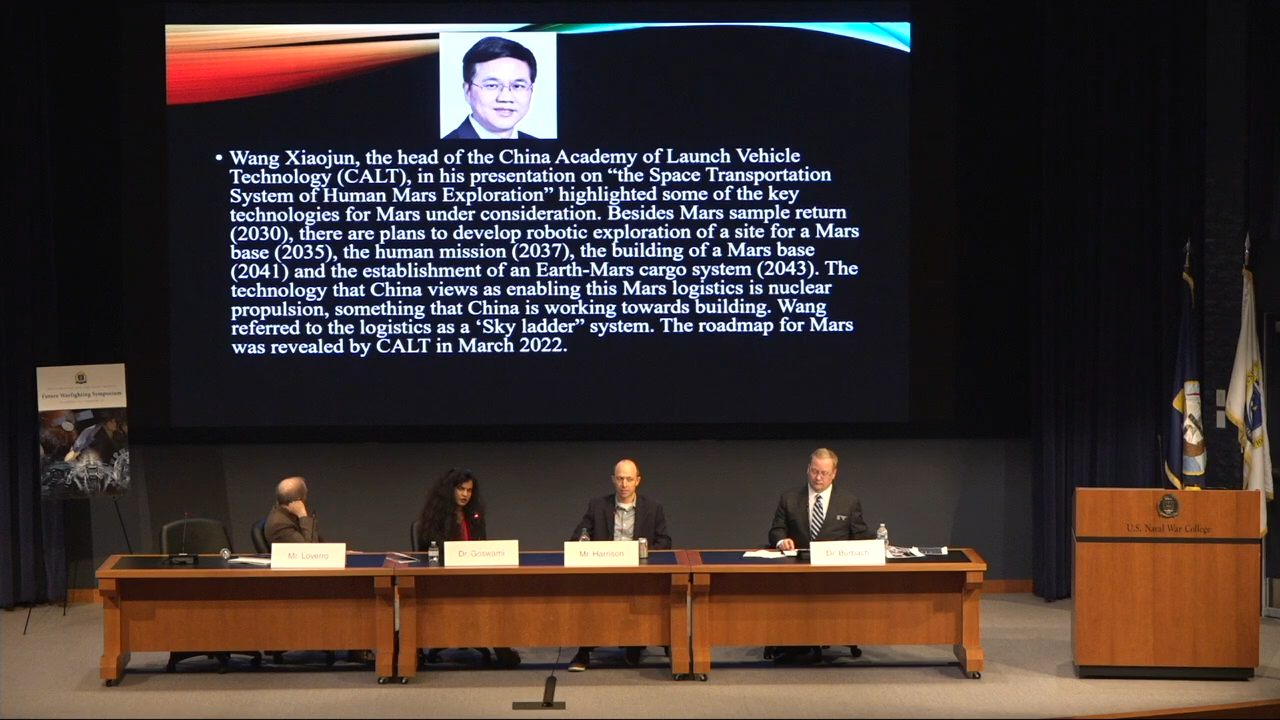 • Wang Xiaojun, the head of the China Academy of Launch Vehicle
Technology (CALT), in his presentation on “the Space Transportation
System of Human Mars Exploration” highlighted some of the key
technologies for Mars under consideration. Besides Mars sample return
(2030), there are plans to develop robotic exploration of a site for a Mars
base (2035), the human mission (2037), the building of a Mars base
(2041) and the establishment of an Earth-Mars cargo system (2043). The
technology that China views as enabling this Mars logistics is nuclear
propulsion, something that China is working towards building. Wang
referred to the logistics as a ‘Sky ladder” system. The roadmap for Mars
was revealed by CALT in March 2022.
Future Warfighting Symposium
Mr. Loverro
Dr. Goswami
Mr. Harrison
Dr. Burbach
U.S. Naval War College